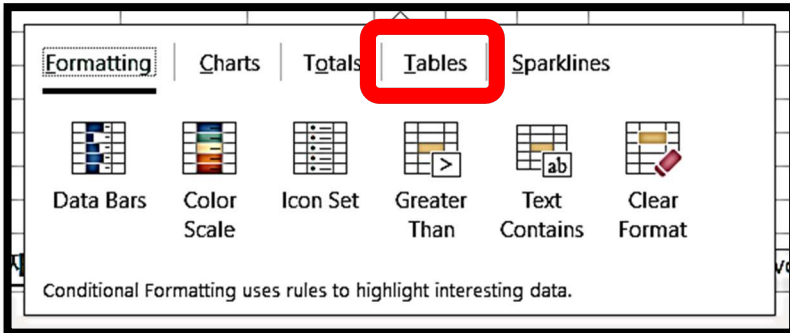 Formatting Charts Totals Tables Sparklines
Data Bars Color Scale Icon Set Greater Than Text Contains Clear Format
Conditional Formatting uses rules to highlight interesting data.